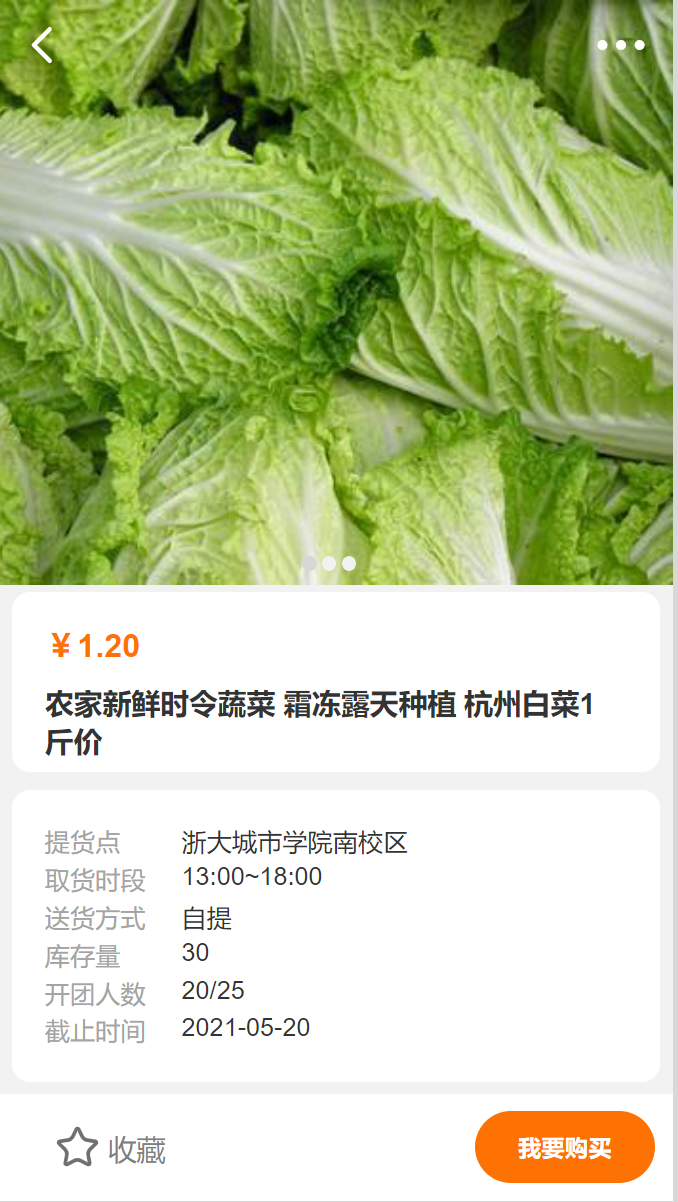 ￥1.20
农家新鲜时令蔬菜 霜冻露天种植 杭州白菜1
斤价
提货点 浙大城市学院南校区
取货时段 13:00~18:00
送货方式 自提
库存量 30
开团人数 20/25
截止时间 2021-05-20
收藏 我要购买